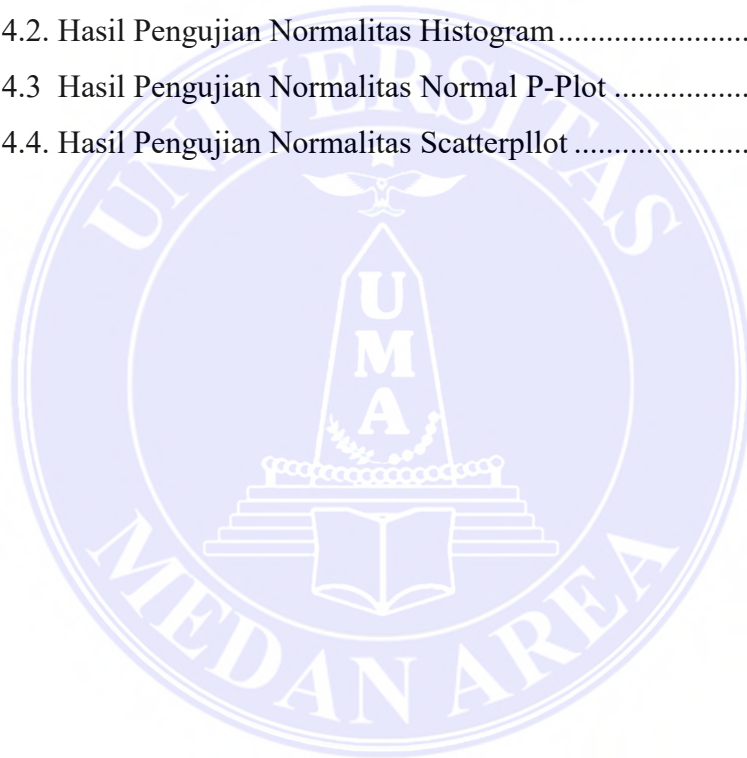 4.2. Hasil Pengujian Normalitas Histogram........................
4.3 Hasil Pengujian Normalitas Normal P-Plot .................
4.4. Hasil Pengujian Normalitas Scatterpllot ......................
UNIVERSITAS
UMA
MEDAN AREA